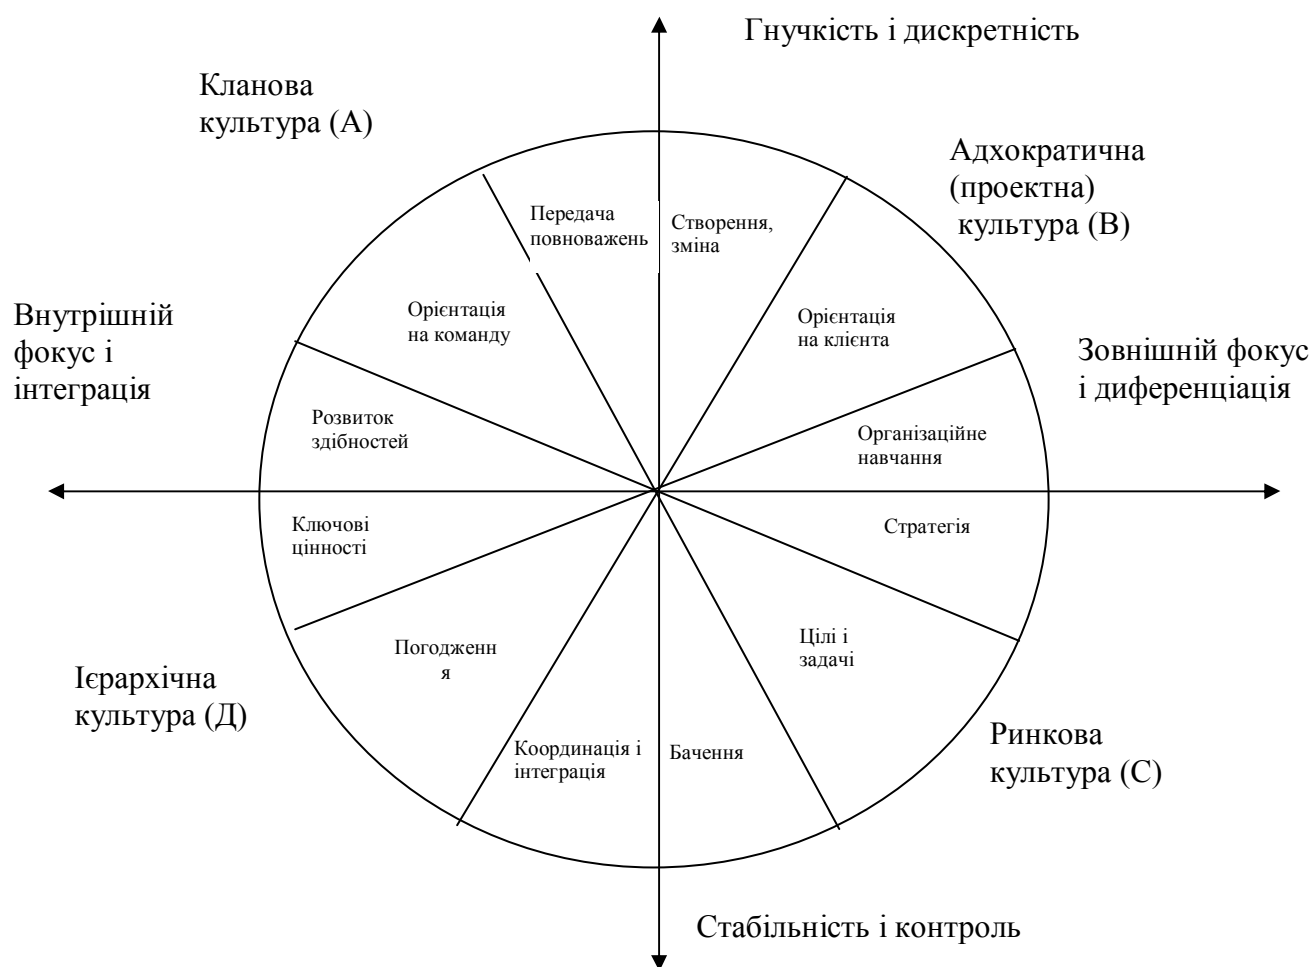 Гнучкість і дискретність
Кланова
культура (А)
Адхократична
(проектна)
культура (В)
Передача
повноважень
Створення,
зміна
Орієнтація
на команду
Орієнтація
на клієнта
Внутрішній
фокус і
інтеграція
Зовнішній фокус
і диференціація
Розвиток
здібностей
Організаційне
навчання
Ключові
цінності
Стратегія
Погодженн
я
Цілі і
задачі
Ієрархічна
культура (Д)
Координація і
інтеграція
Бачення
Ринкова
культура (С)
Стабільність і контроль